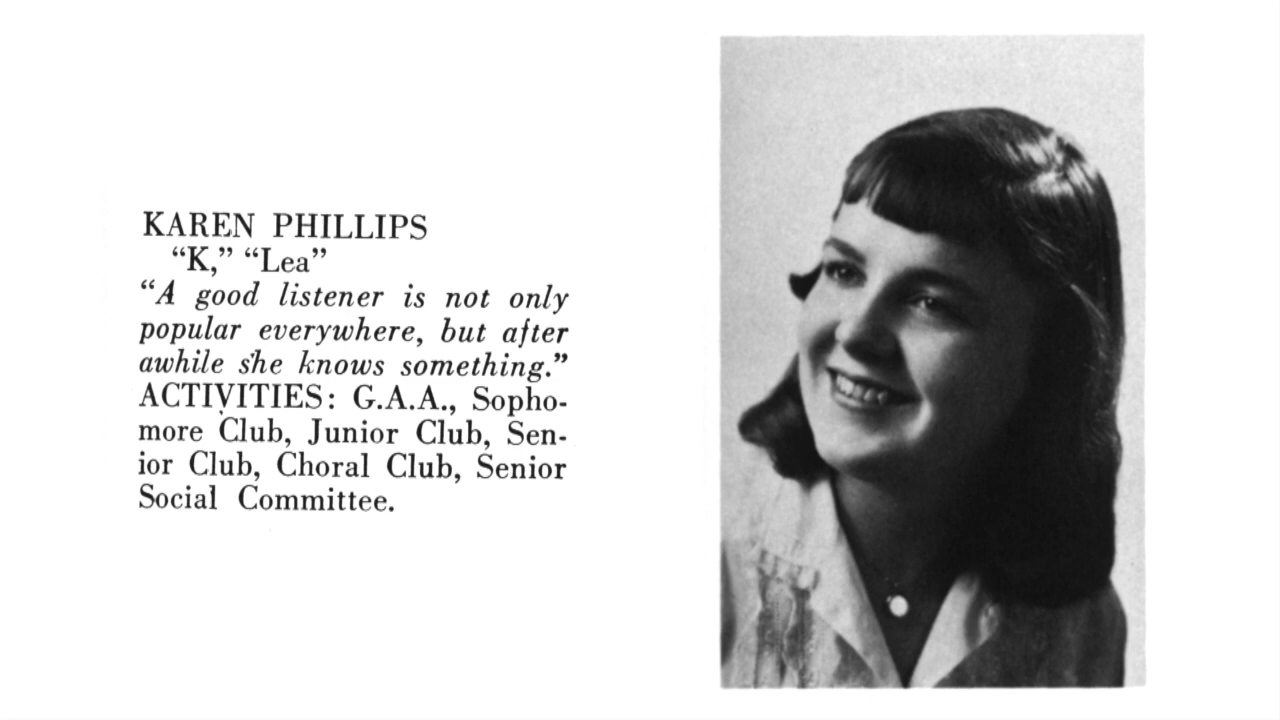 KAREN PHILLIPS
“K,” “Lea”
“A good listener is not only
popular everywhere, but after
awhile she knows something.”
ACTIVITIES: G.A.A., Sopho-
more Club, Junior Club, Sen-
ior Club, Choral Club, Senior
Social Committee.